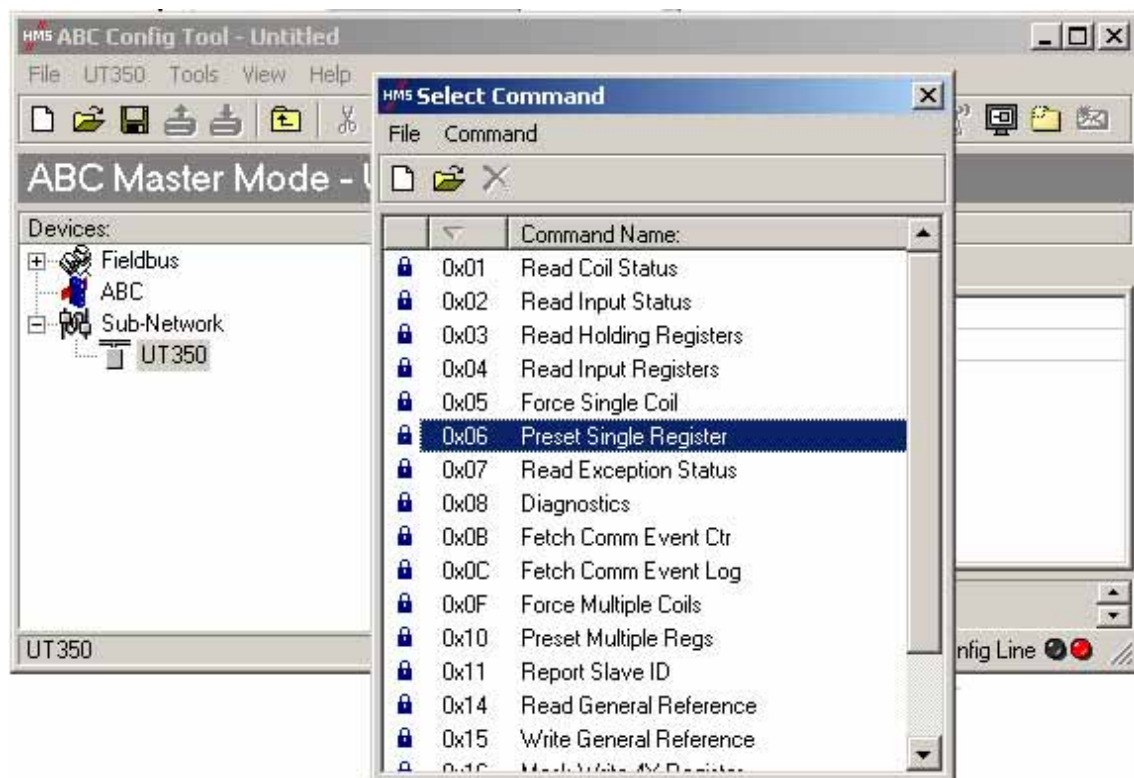 HMS ABC Config Tool - Untitled
File UT350 Tools View Help
ABC Master Mode -
Devices:
Fieldbus
ABC
Sub-Network
UT350
UT350
HMS Select Command
File Command
Command Name:
0x01 Read Coil Status
0x02 Read Input Status
0x03 Read Holding Registers
0x04 Read Input Registers
0x05 Force Single Coil
0x06 Preset Single Register
0x07 Read Exception Status
0x08 Diagnostics
0x0B Fetch Comm Event Ctr
0x0C Fetch Comm Event Log
0x0F Force Multiple Coils
0x10 Preset Multiple Regs
0x11 Report Slave ID
0x14 Read General Reference
0x15 Write General Reference
nfig Line